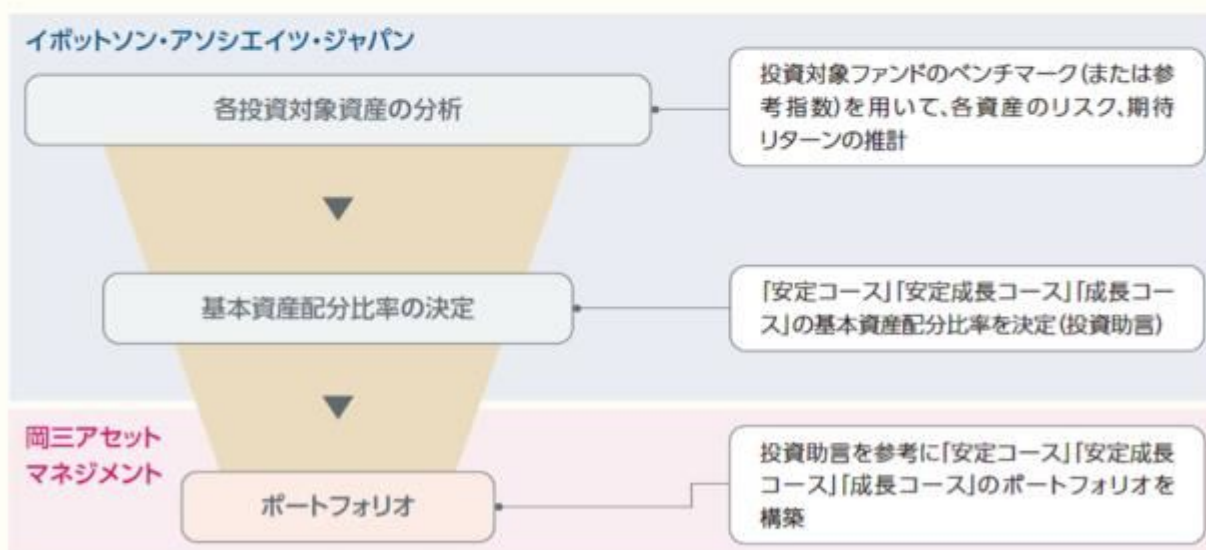 イボットソン・アソシエイツ・ジャパン
各投資対象資産の分析
投資対象ファンドのベンチマーク(または参
考指数)を用いて、各資産のリスク、期待
リターンの推計
基本資産配分比率の決定
「安定コース」「安定成長コース」「成長コー
ス」の基本資産配分比率を決定(投資助言)
岡三アセット
マネジメント
ポートフォリオ
投資助言を参考に「安定コース」「安定成長
コース」「成長コース」のポートフォリオを
構築